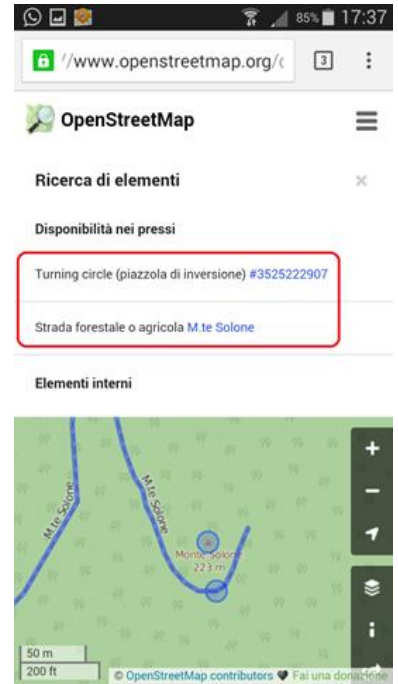 85% 17:37
//www.openstreetmap.org/(
3
OpenStreetMap
Ricerca di elementi
×
Disponibilità nei pressi
Turning circle (piazzola di inversione) #3525222907
Strada forestale o agricola M.te Solone
Elementi interni
M.te Solone
M.te Solone
Monte Solone
223 m
+
−
i
50 m
200 ft
© OpenStreetMap contributors ♥ Fai una donazione